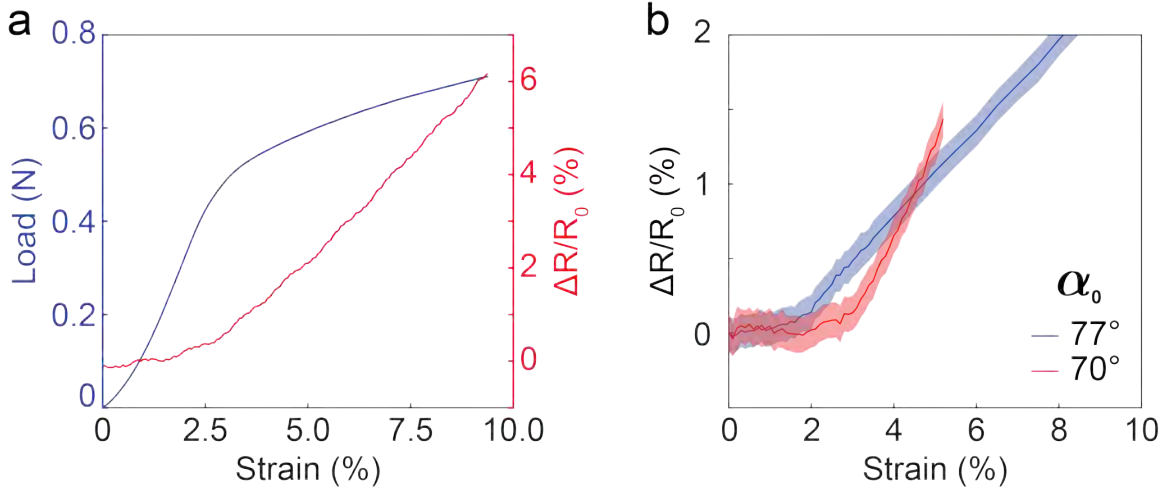 a
0.8
0.6
0.4
0.2
0
Load (N)
6
4
2
0
ΔR/R₀ (%)
0 2.5 5.0 7.5 10.0
Strain (%)
b
2
1
0
ΔR/R₀ (%)
α₀
77°
70°
0 2 4 6 8 10
Strain (%)